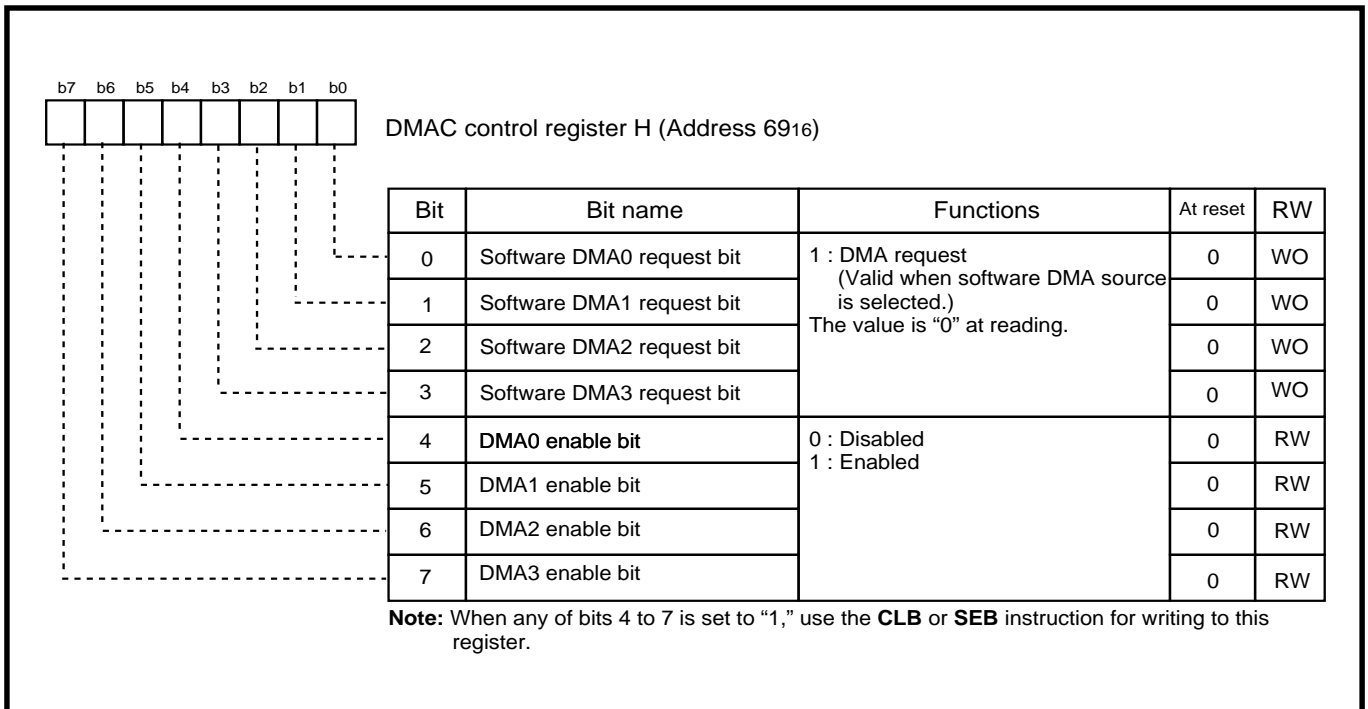 b7 b6 b5 b4 b3 b2 b1 b0
DMAC control register H (Address 6916)
Bit Bit name Functions At reset RW
0 Software DMA0 request bit 1 : DMA request 0 WO
(Valid when software DMA source
1 Software DMA1 request bit is selected.) 0 WO
The value is “0” at reading.
2 Software DMA2 request bit 0 WO
3 Software DMA3 request bit 0 WO
4 DMA0 enable bit 0 : Disabled 0 RW
1 : Enabled
5 DMA1 enable bit 0 RW
6 DMA2 enable bit 0 RW
7 DMA3 enable bit 0 RW
Note: When any of bits 4 to 7 is set to “1,” use the CLB or SEB instruction for writing to this
register.